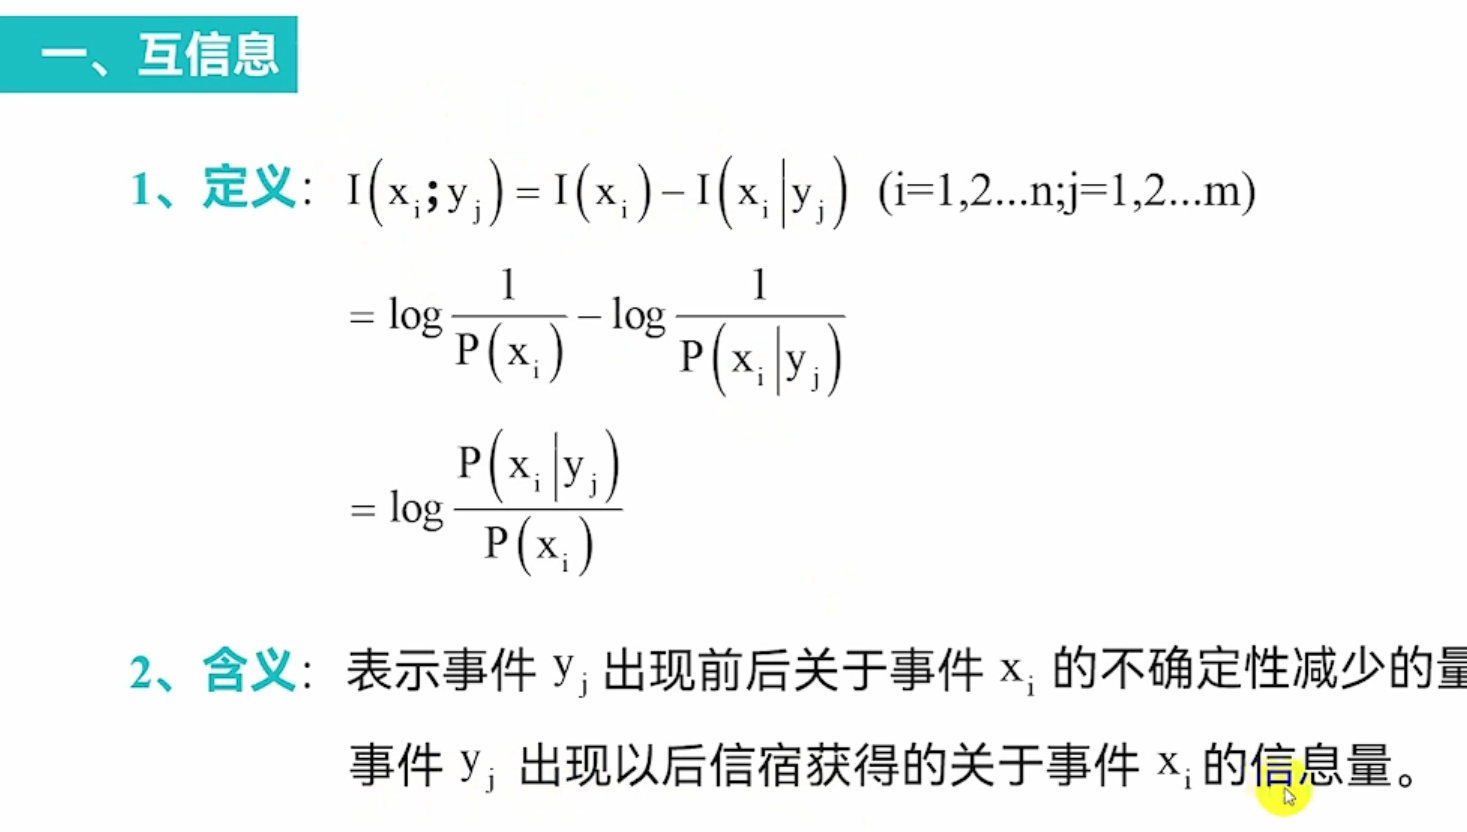 一、互信息
1、定义: I(x_i;y_j) = I(x_i) − I(x_i|y_j) (i=1,2...n;j=1,2...m)
= log 1/P(x_i) − log 1/P(x_i|y_j)
= log P(x_i|y_j)/P(x_i)
2、含义: 表示事件 y_j 出现前后关于事件 x_i 的不确定性减少的量
事件 y_j 出现以后信宿获得的关于事件 x_i 的信息量。